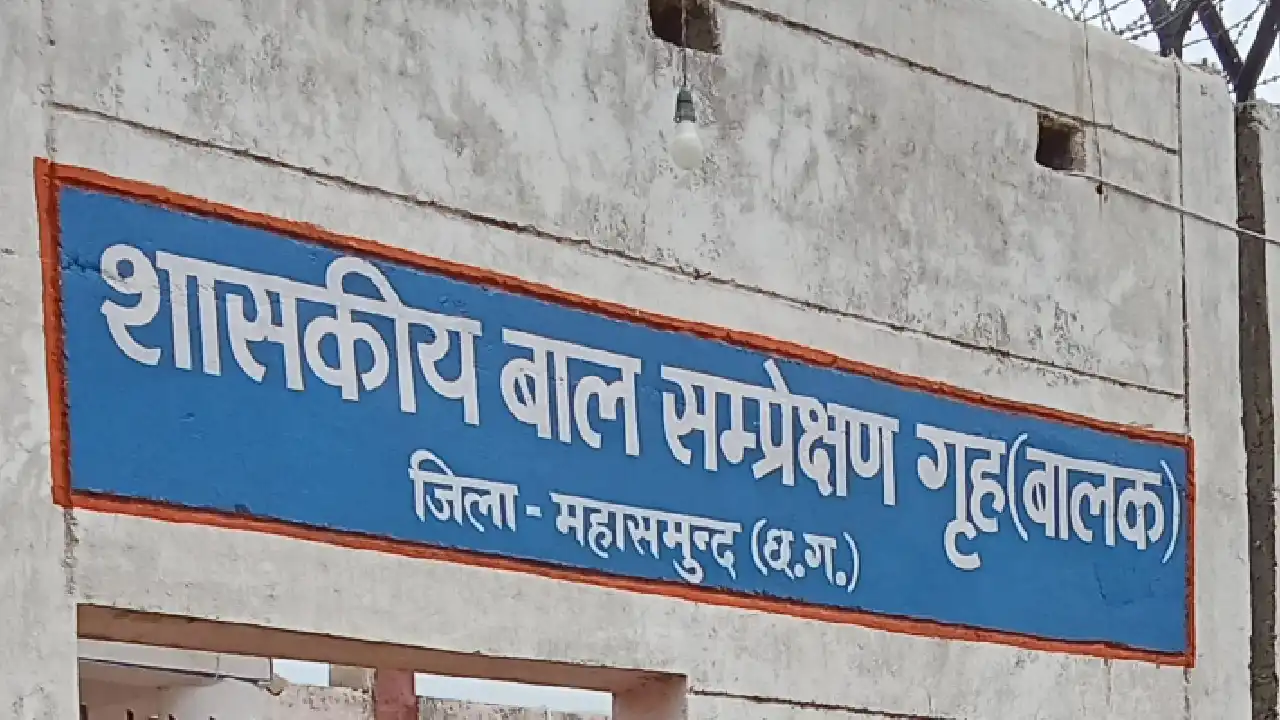 शासकीय बाल सम्प्रेक्षण गृह(बालक)
जिला - महासमुन्द (छ.ग.)